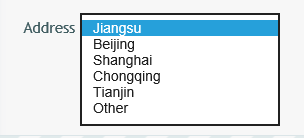 Address Jiangsu
Beijing
Shanghai
Chongqing
Tianjin
Other